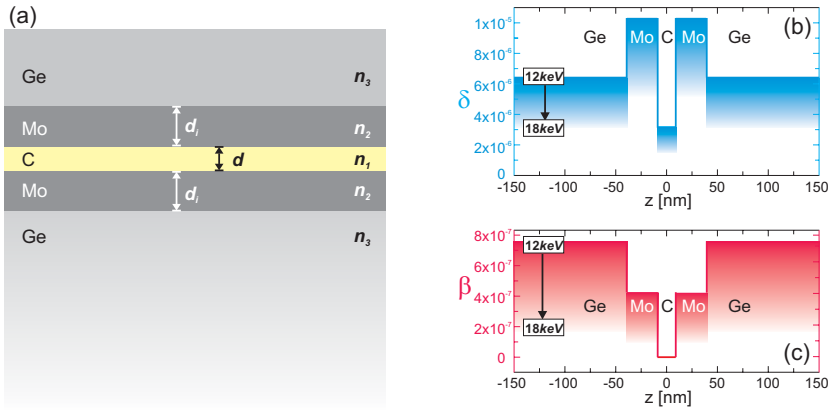 (a)
Ge n₃
Mo dᵢ n₂
C d n₁
Mo dᵢ n₂
Ge n₃
(b)
1x10⁻⁵
8x10⁻⁶
6x10⁻⁶
4x10⁻⁶
2x10⁻⁶
δ
Ge Mo C Mo Ge
12keV
18keV
-150 -100 -50 0 50 100 150
z [nm]
8x10⁻⁷
6x10⁻⁷
4x10⁻⁷
2x10⁻⁷
0
β
12keV
Ge Mo C Mo Ge
18keV
(c)
-150 -100 -50 0 50 100 150
z [nm]